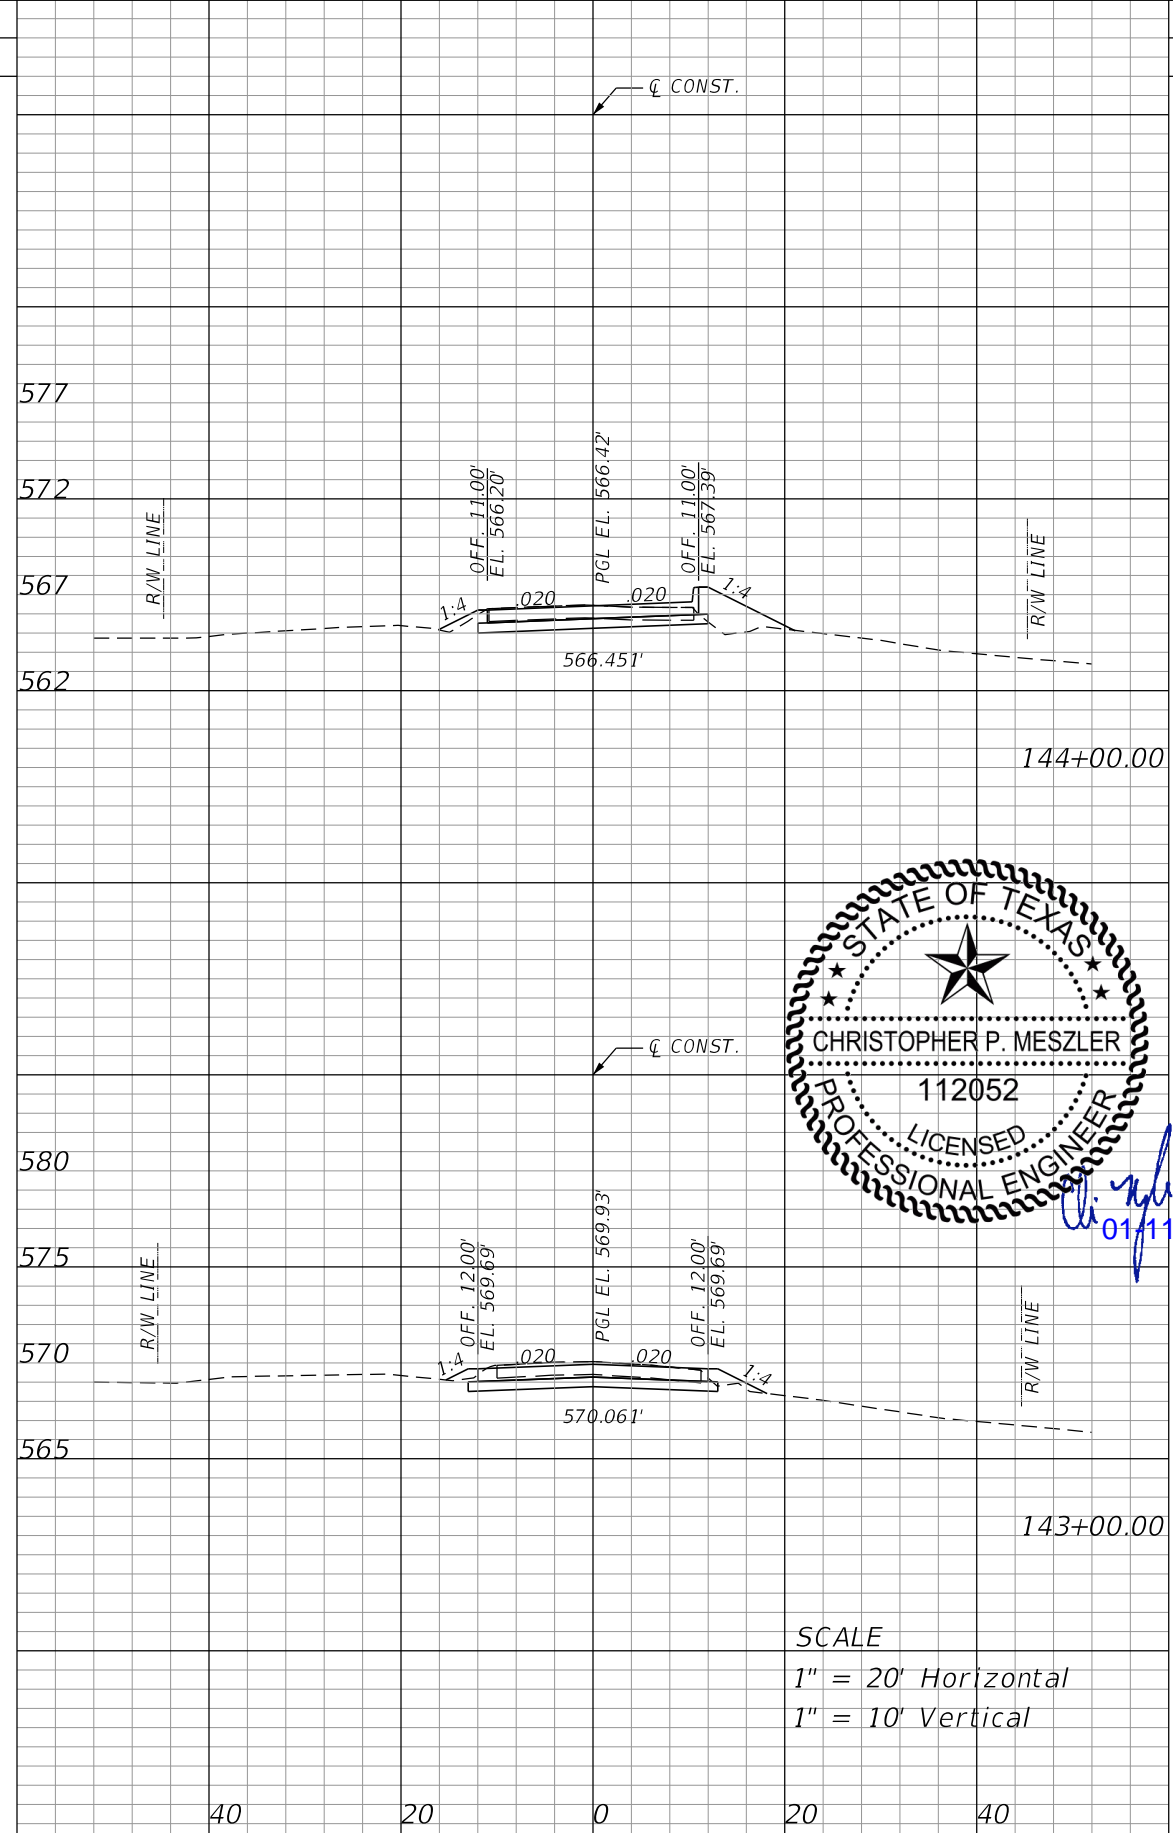 ℄ CONST.
577
572
567
562
R/W LINE
OFF. 11.00'
EL. 566.20'
PGL EL. 566.42'
OFF. 11.00'
EL. 567.39'
R/W LINE
1:4
.020
.020
1:4
566.451'
144+00.00
STATE OF TEXAS
CHRISTOPHER P. MESZLER
112052
LICENSED
PROFESSIONAL ENGINEER
01-11
℄ CONST.
580
575
570
565
R/W LINE
OFF. 12.00'
EL. 569.69'
PGL EL. 569.93'
OFF. 12.00'
EL. 569.69'
R/W LINE
1:4
.020
.020
1:4
570.061'
143+00.00
SCALE
1" = 20' Horizontal
1" = 10' Vertical
40 20 0 20 40